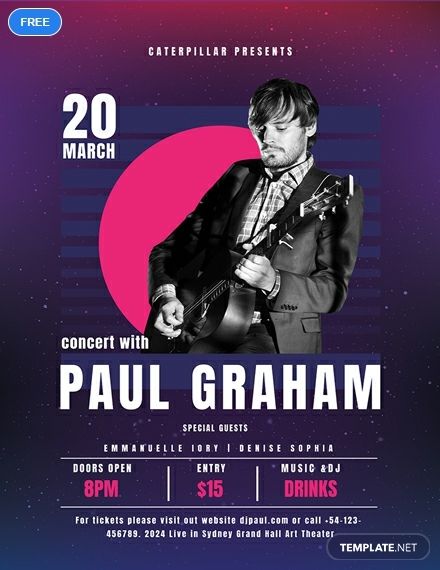 FREE
CATERPILLAR PRESENTS
20
MARCH
concert with
PAUL GRAHAM
SPECIAL GUESTS
EMMANUELLE IORY | DENISE SOPHIA
DOORS OPEN ENTRY MUSIC &DJ
8PM $15 DRINKS
For tickets please visit out website djpaul.com or call +54-123-
456789. 2024 Live in Sydney Grand Hall Art Theater
TEMPLATE.NET